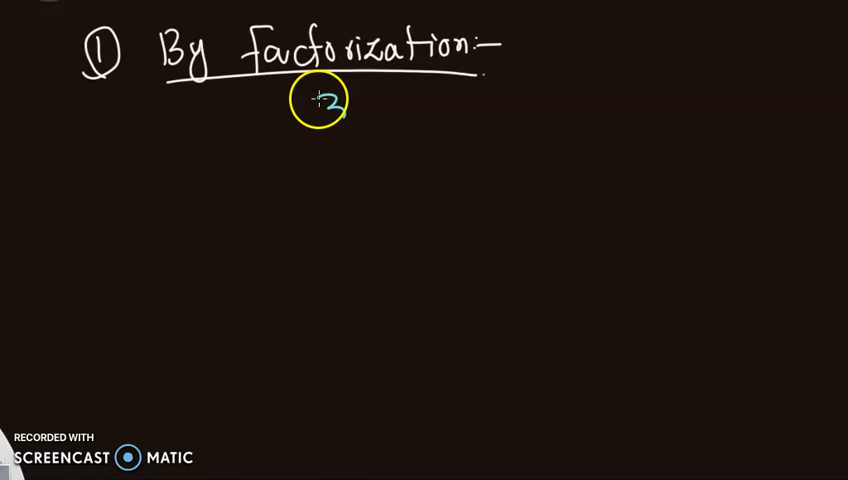 ① By Factorization:-
3
RECORDED WITH
SCREENCAST MATIC